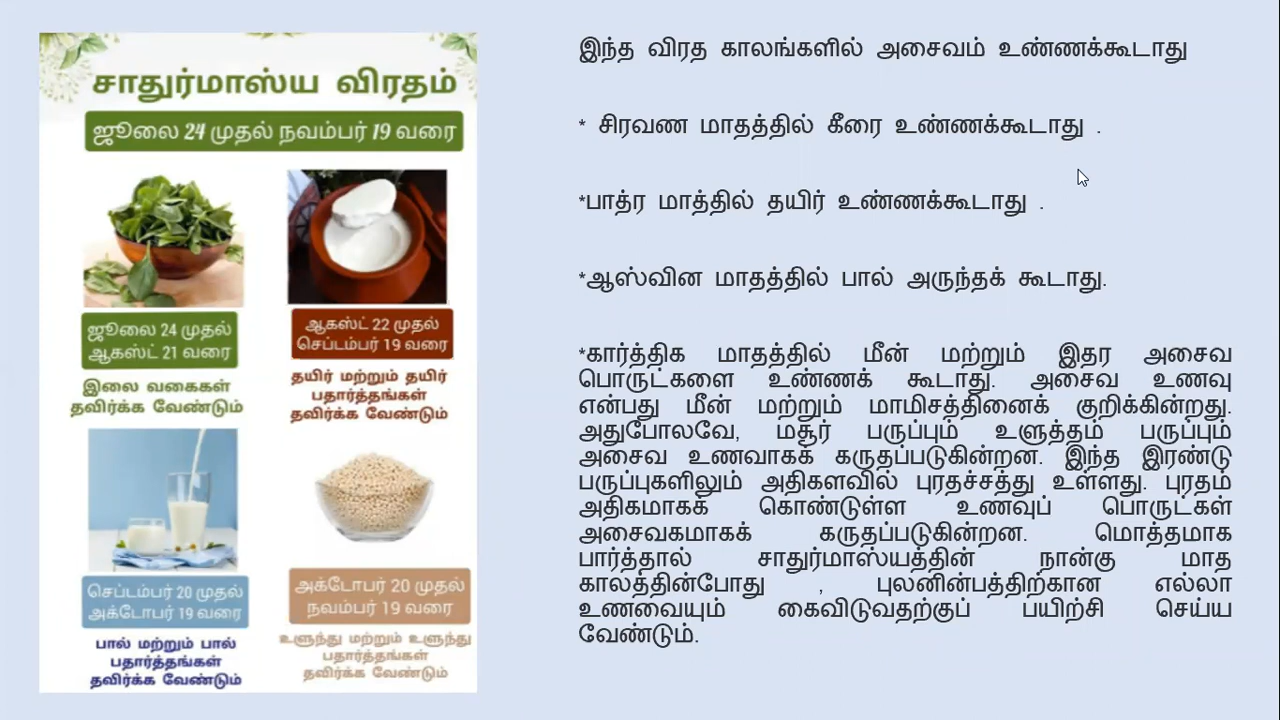 சாதுர்மாஸ்ய விரதம்
ஜூலை 24 முதல் நவம்பர் 19 வரை
ஜூலை 24 முதல்
ஆகஸ்ட் 21 வரை
இலை வகைகள்
தவிர்க்க வேண்டும்
ஆகஸ்ட் 22 முதல்
செப்டம்பர் 19 வரை
தயிர் மற்றும் தயிர்
பதார்த்தங்கள்
தவிர்க்க வேண்டும்
செப்டம்பர் 20 முதல்
அக்டோபர் 19 வரை
பால் மற்றும் பால்
பதார்த்தங்கள்
தவிர்க்க வேண்டும்
அக்டோபர் 20 முதல்
நவம்பர் 19 வரை
உளுந்து மற்றும் உளுந்து
பதார்த்தங்கள்
தவிர்க்க வேண்டும்
இந்த விரத காலங்களில் அசைவம் உண்ணக்கூடாது
* சிரவண மாதத்தில் கீரை உண்ணக்கூடாது .
*பாத்ர மாத்தில் தயிர் உண்ணக்கூடாது .
*ஆஸ்வின மாதத்தில் பால் அருந்தக் கூடாது.
*கார்த்திக மாதத்தில் மீன் மற்றும் இதர அசைவ
பொருட்களை உண்ணக் கூடாது. அசைவ உணவு
என்பது மீன் மற்றும் மாமிசத்தினைக் குறிக்கின்றது.
அதுபோலவே, மசூர் பருப்பும் உளுத்தம் பருப்பும்
அசைவ உணவாகக் கருதப்படுகின்றன. இந்த இரண்டு
பருப்புகளிலும் அதிகளவில் புரதச்சத்து உள்ளது. புரதம்
அதிகமாகக் கொண்டுள்ள உணவுப் பொருட்கள்
அசைவகமாகக் கருதப்படுகின்றன. மொத்தமாக
பார்த்தால் சாதுர்மாஸ்யத்தின் நான்கு மாத
காலத்தின்போது , புலனின்பத்திற்கான எல்லா
உணவையும் கைவிடுவதற்குப் பயிற்சி செய்ய
வேண்டும்.